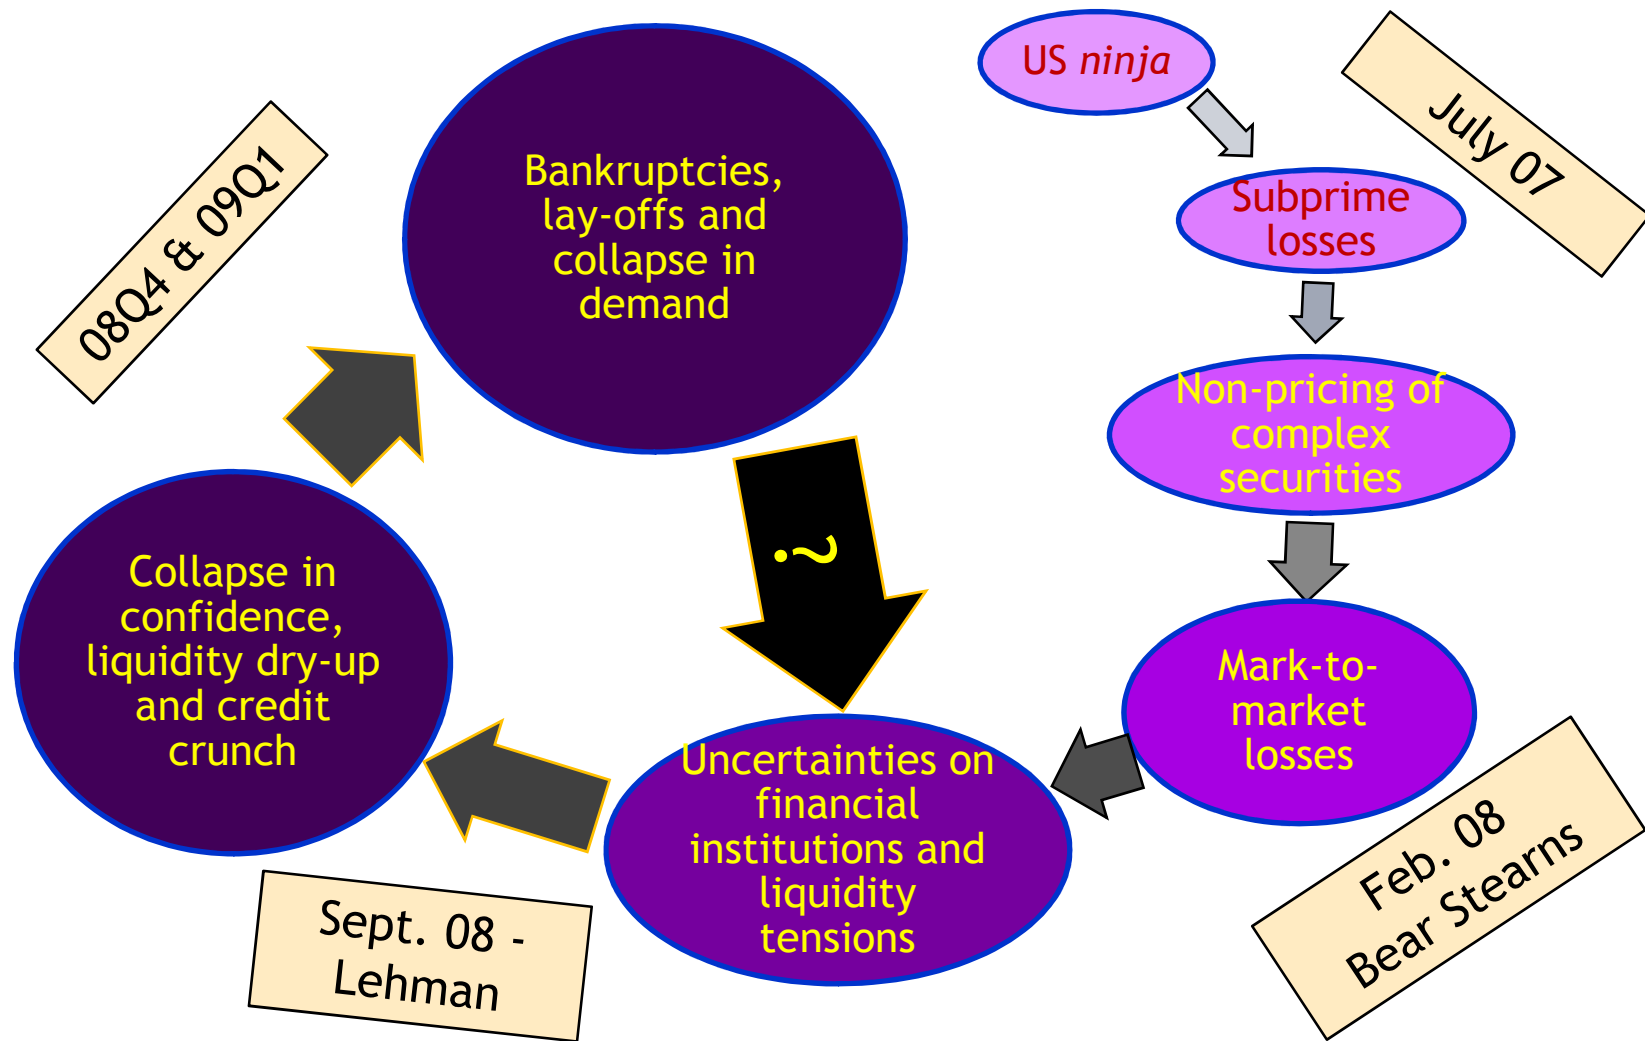 US ninja
July 07
Subprime
losses
Non-pricing of
complex
securities
Mark-to-
market
losses
Feb. 08
Bear Stearns
Uncertainties on
financial
institutions and
liquidity
tensions
Sept. 08 -
Lehman
Collapse in
confidence,
liquidity dry-up
and credit
crunch
08Q4 & 09Q1
Bankruptcies,
lay-offs and
collapse in
demand
?